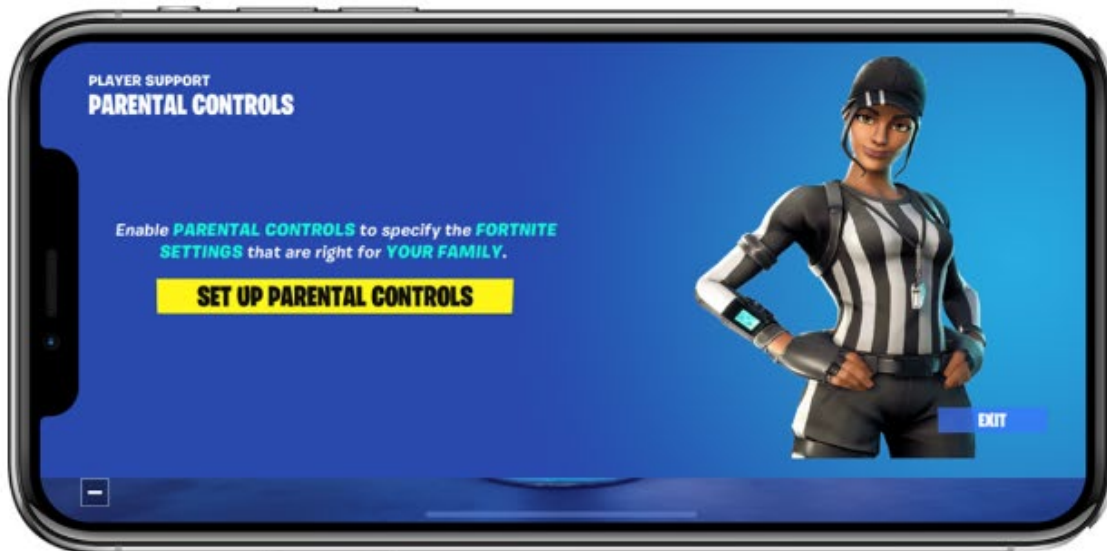 PLAYER SUPPORT
PARENTAL CONTROLS
Enable PARENTAL CONTROLS to specify the FORTNITE
SETTINGS that are right for YOUR FAMILY.
SET UP PARENTAL CONTROLS
EXIT